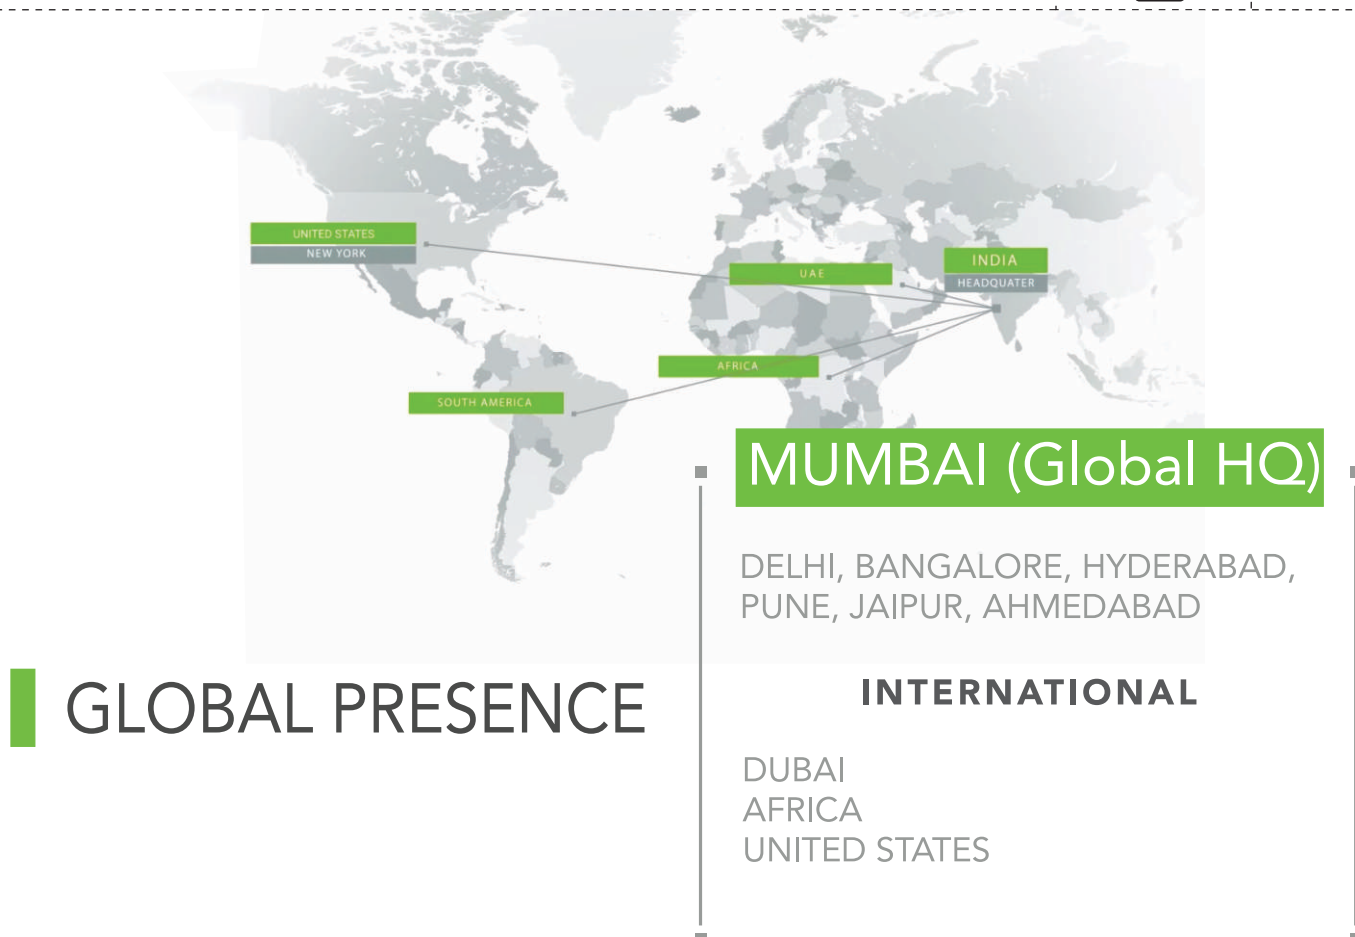 UNITED STATES
NEW YORK
UAE
INDIA
HEADQUATER
AFRICA
SOUTH AMERICA
MUMBAI (Global HQ)
DELHI, BANGALORE, HYDERABAD,
PUNE, JAIPUR, AHMEDABAD
GLOBAL PRESENCE
INTERNATIONAL
DUBAI
AFRICA
UNITED STATES